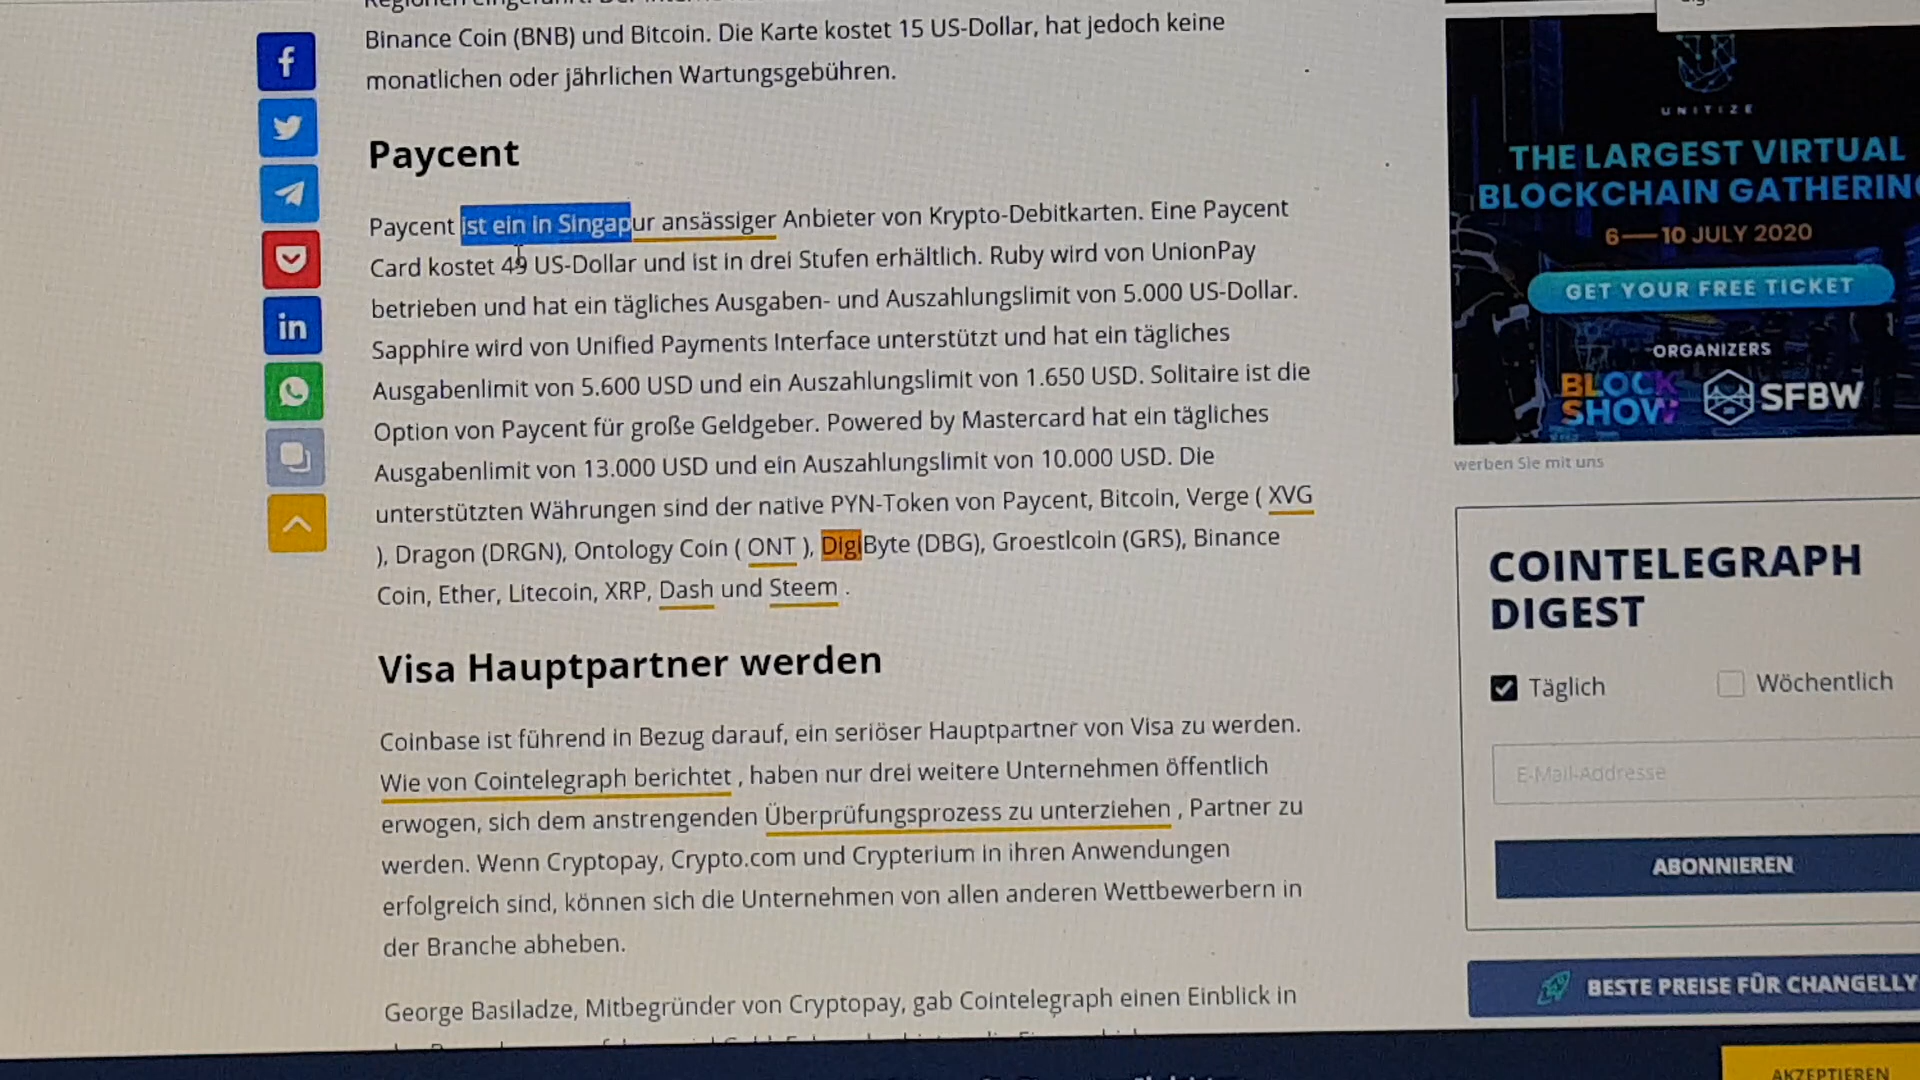 Binance Coin (BNB) und Bitcoin. Die Karte kostet 15 US-Dollar, hat jedoch keine
monatlichen oder jährlichen Wartungsgebühren.
Paycent
Paycent ist ein in Singapur ansässiger Anbieter von Krypto-Debitkarten. Eine Paycent
Card kostet 49 US-Dollar und ist in drei Stufen erhältlich. Ruby wird von UnionPay
betrieben und hat ein tägliches Ausgaben- und Auszahlungslimit von 5.000 US-Dollar.
Sapphire wird von Unified Payments Interface unterstützt und hat ein tägliches
Ausgabenlimit von 5.600 USD und ein Auszahlungslimit von 1.650 USD. Solitaire ist die
Option von Paycent für große Geldgeber. Powered by Mastercard hat ein tägliches
Ausgabenlimit von 13.000 USD und ein Auszahlungslimit von 10.000 USD. Die
unterstützten Währungen sind der native PYN-Token von Paycent, Bitcoin, Verge ( XVG
), Dragon (DRGN), Ontology Coin ( ONT ), DigiByte (DBG), Groestlcoin (GRS), Binance
Coin, Ether, Litecoin, XRP, Dash und Steem .
Visa Hauptpartner werden
Coinbase ist führend in Bezug darauf, ein seriöser Hauptpartner von Visa zu werden.
Wie von Cointelegraph berichtet , haben nur drei weitere Unternehmen öffentlich
erwogen, sich dem anstrengenden Überprüfungsprozess zu unterziehen , Partner zu
werden. Wenn Cryptopay, Crypto.com und Crypterium in ihren Anwendungen
erfolgreich sind, können sich die Unternehmen von allen anderen Wettbewerbern in
der Branche abheben.
George Basiladze, Mitbegründer von Cryptopay, gab Cointelegraph einen Einblick in
UNITIZE
THE LARGEST VIRTUAL
BLOCKCHAIN GATHERING
6—10 JULY 2020
GET YOUR FREE TICKET
ORGANIZERS
BLOCK
SHOW
SFBW
werben Sie mit uns
COINTELEGRAPH
DIGEST
Täglich
Wöchentlich
E-Mail-Addresse
ABONNIEREN
BESTE PREISE FÜR CHANGELLY
AKZEPTIEREN